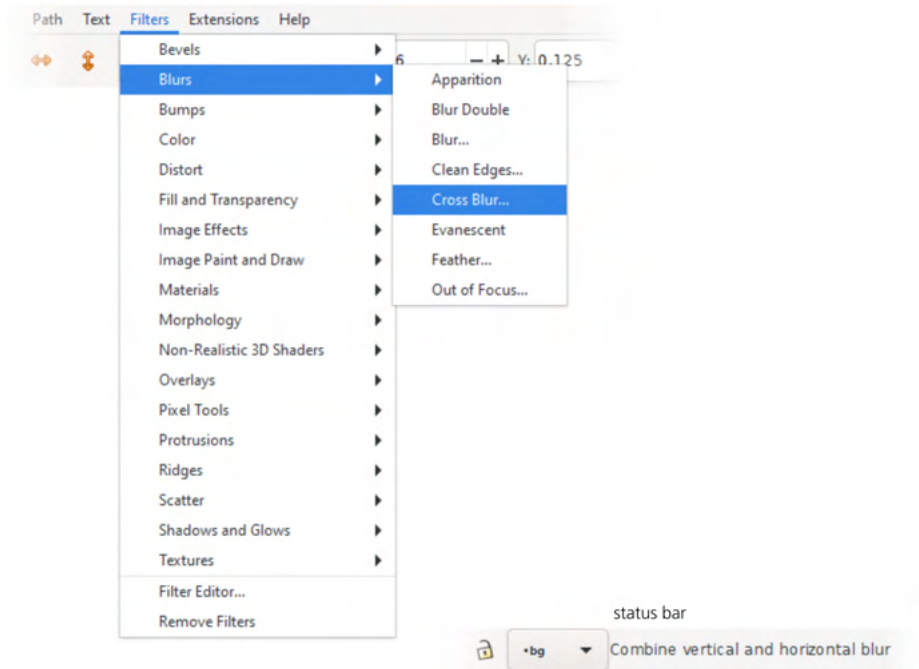 Path Text Filters Extensions Help
6 Y: 0.125
Bevels
Blurs
Bumps
Color
Distort
Fill and Transparency
Image Effects
Image Paint and Draw
Materials
Morphology
Non-Realistic 3D Shaders
Overlays
Pixel Tools
Protrusions
Ridges
Scatter
Shadows and Glows
Textures
Filter Editor...
Remove Filters
Apparition
Blur Double
Blur...
Clean Edges...
Cross Blur...
Evanescent
Feather...
Out of Focus...
status bar
•bg Combine vertical and horizontal blur